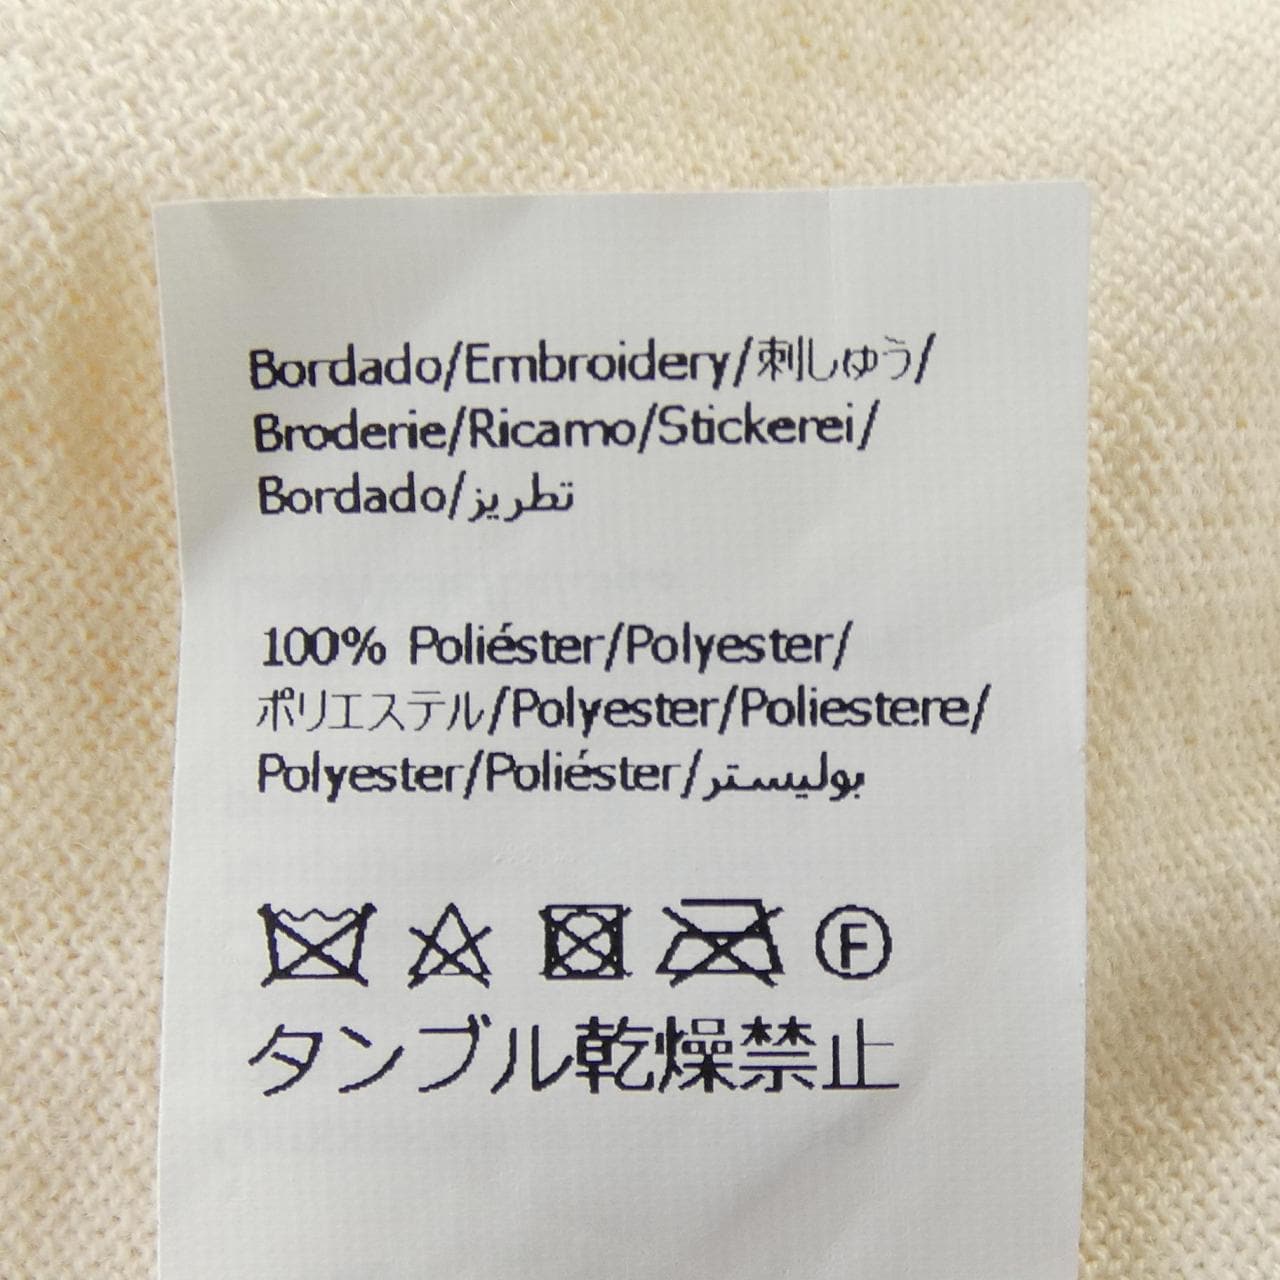 Bordado/Embroidery/刺しゅう/
Broderie/Ricamo/Stickerei/
Bordado/تطريز
100% Poliéster/Polyester/
ポリエステル/Polyester/Poliestere/
Polyester/Poliéster/بوليستر
F
タンブル乾燥禁止